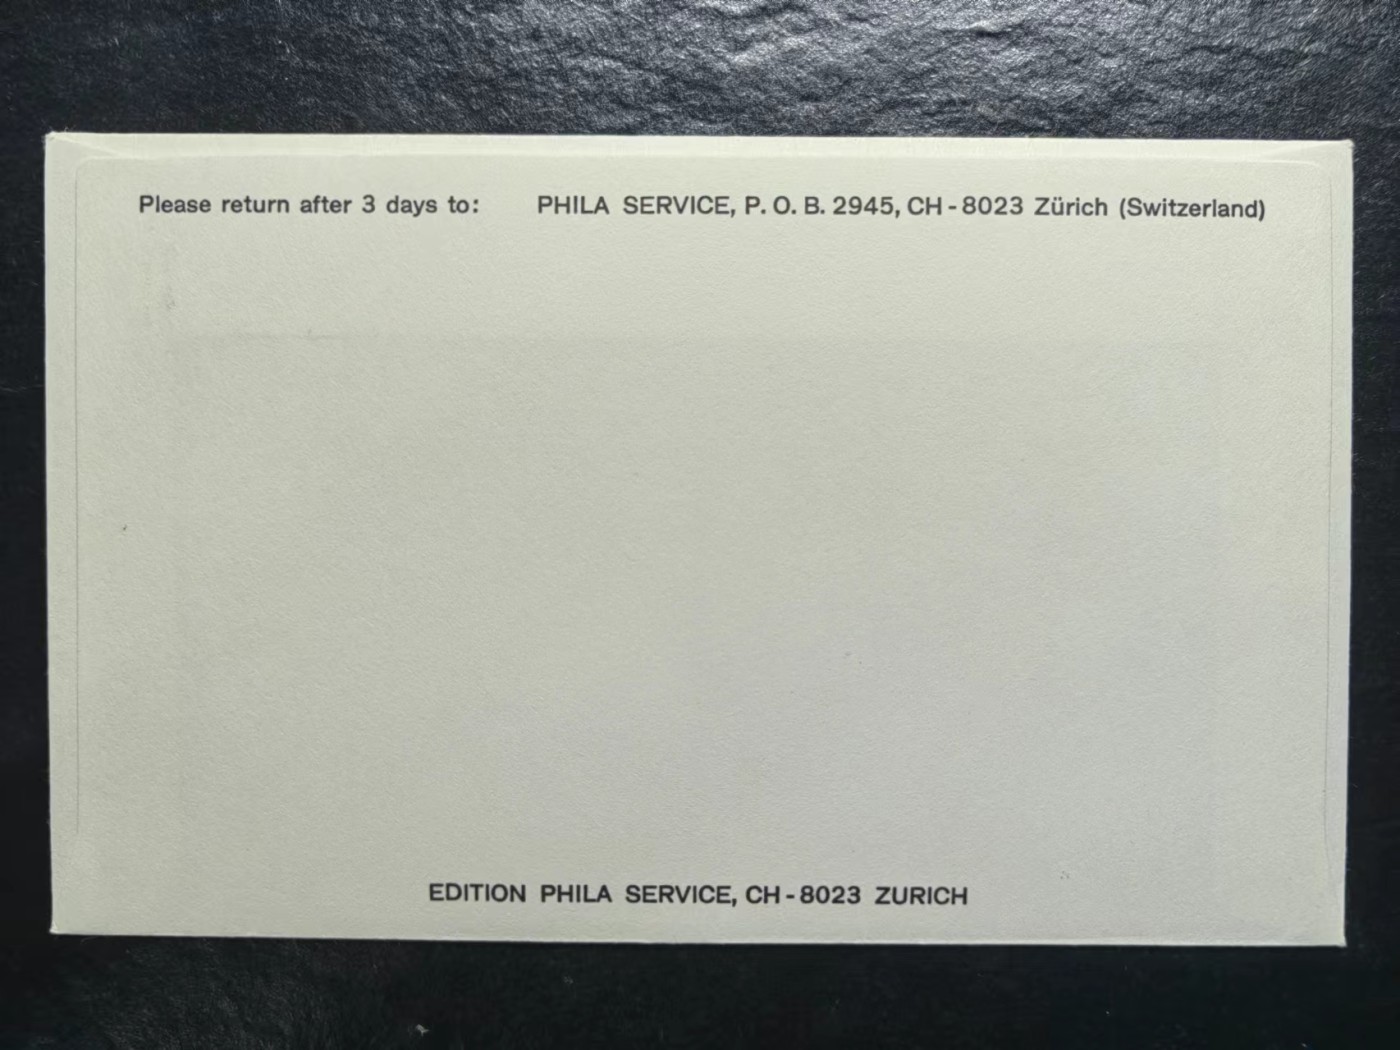 Please return after 3 days to: PHILA SERVICE, P. O. B. 2945, CH - 8023 Zürich (Switzerland)
EDITION PHILA SERVICE, CH - 8023 ZURICH